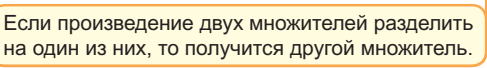 Если произведение двух множителей разделить
на один из них, то получится другой множитель.